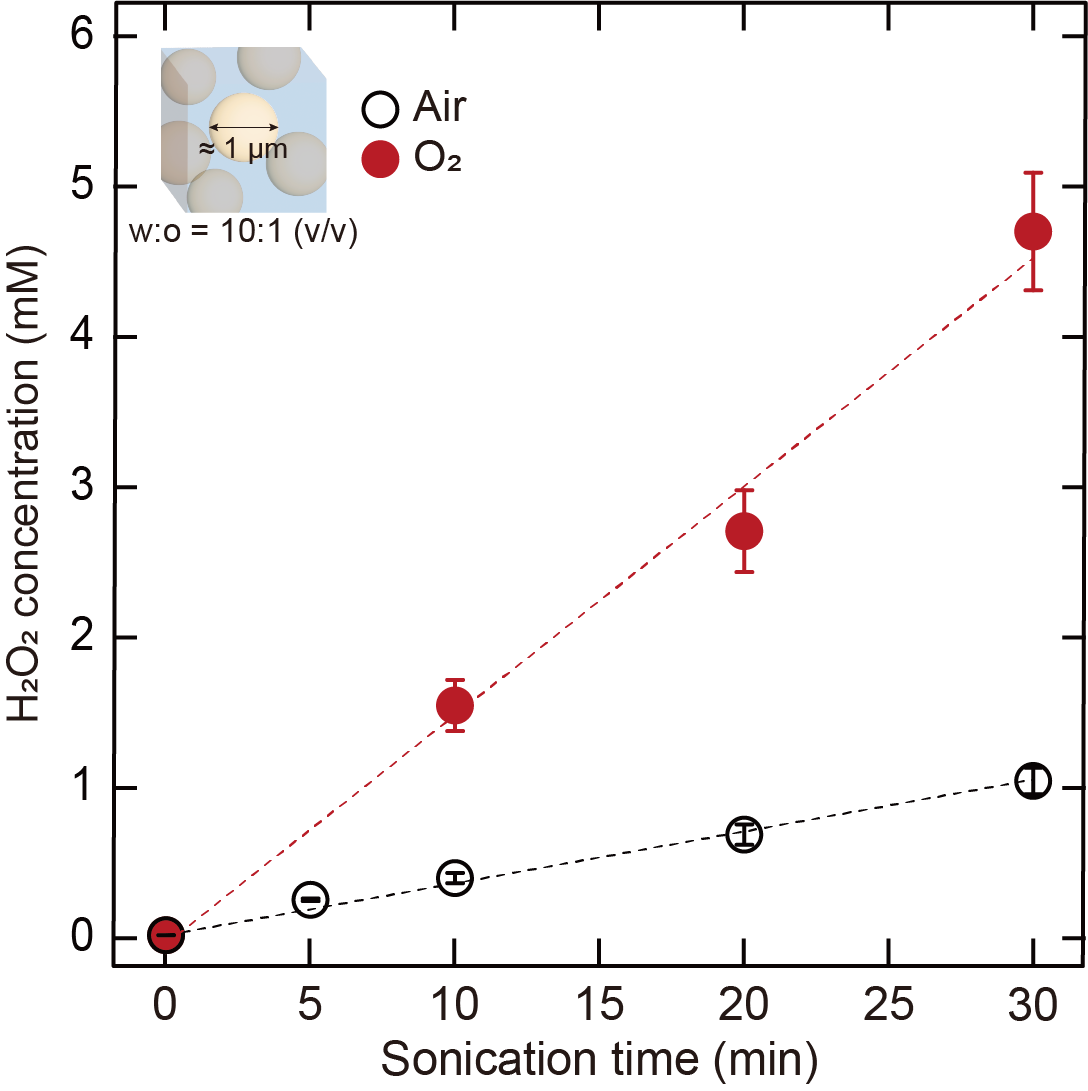 H₂O₂ concentration (mM)
6
5
4
3
2
1
0
≈ 1 μm
w:o = 10:1 (v/v)
Air
O₂
0 5 10 15 20 25 30
Sonication time (min)